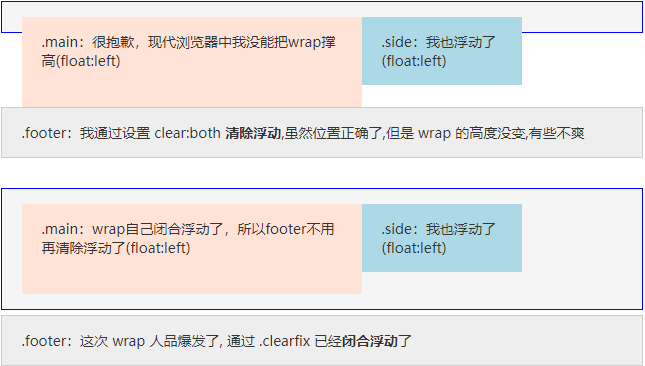 .main：很抱歉，现代浏览器中我没能把wrap撑
高(float:left)
.side：我也浮动了
(float:left)
.footer：我通过设置 clear:both 清除浮动,虽然位置正确了,但是 wrap 的高度没变,有些不爽
.main：wrap自己闭合浮动了，所以footer不用
再清除浮动了(float:left)
.side：我也浮动了
(float:left)
.footer：这次 wrap 人品爆发了, 通过 .clearfix 已经闭合浮动了